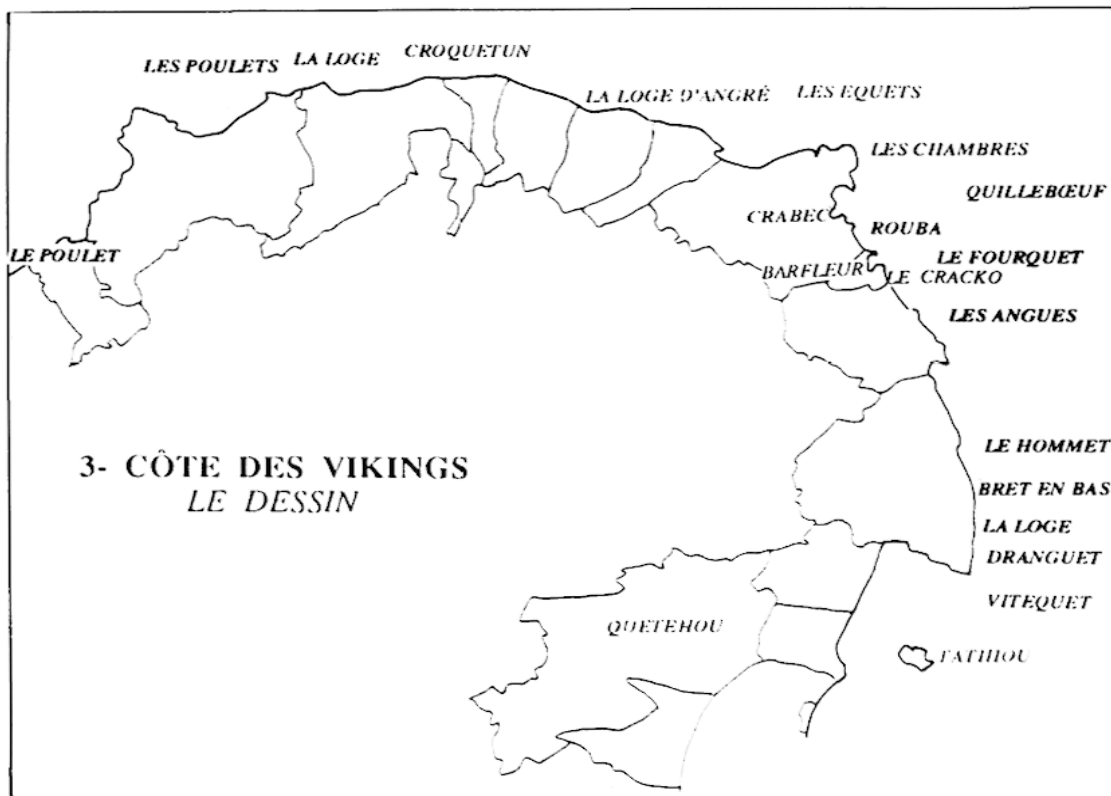 LES POULETS
LA LOGE
CROQUETUN
LA LOGE D'ANGRÉ
LES EQUETS
LES CHAMBRES
QUILLEBŒUF
CRABEC
ROUBA
LE POULET
LE FOURQUET
BARFLEUR
LE CRACKO
LES ANGUES
3- CÔTE DES VIKINGS
LE DESSIN
LE HOMMET
BRET EN BAS
LA LOGE
DRANGUET
VITEQUET
QUETEHOU
TATIHOU